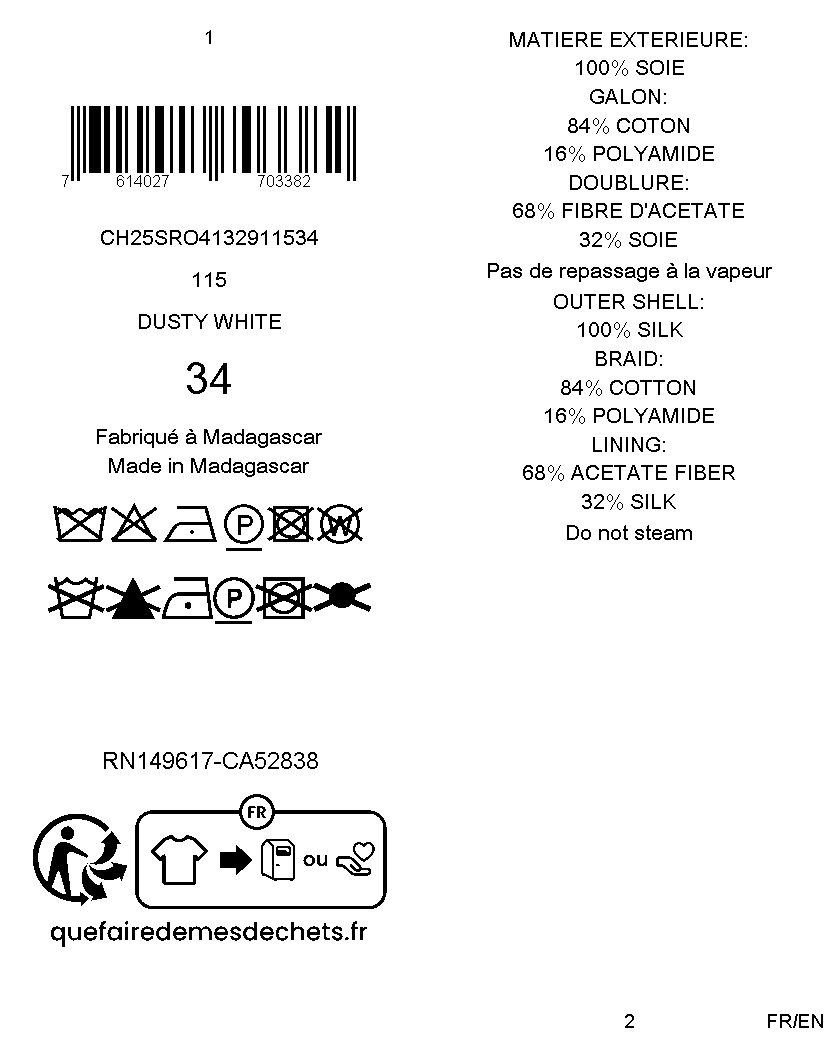 1
7 614027 703382
CH25SRO4132911534
115
DUSTY WHITE
34
Fabriqué à Madagascar
Made in Madagascar
P W
P
RN149617-CA52838
FR
ou
quefairedemesdechets.fr
MATIERE EXTERIEURE:
100% SOIE
GALON:
84% COTON
16% POLYAMIDE
DOUBLURE:
68% FIBRE D'ACETATE
32% SOIE
Pas de repassage à la vapeur
OUTER SHELL:
100% SILK
BRAID:
84% COTTON
16% POLYAMIDE
LINING:
68% ACETATE FIBER
32% SILK
Do not steam
2
FR/EN